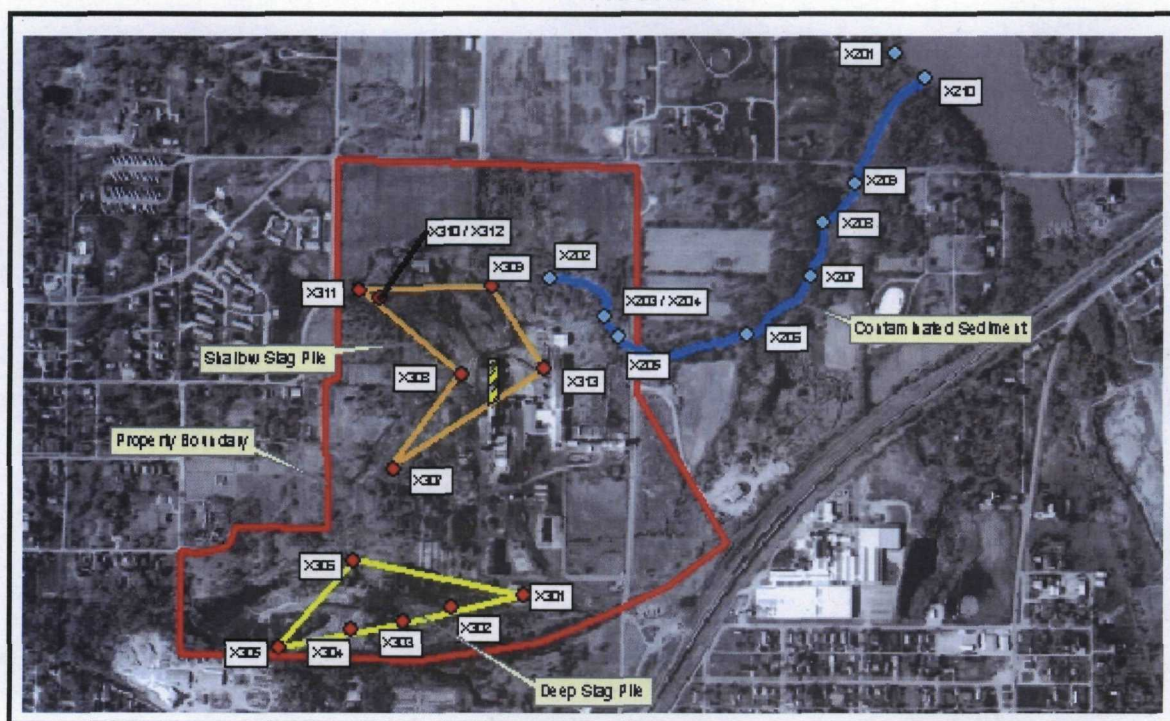 X201
X210
X209
X208
X310 / X312
X202
X309
X207
X311
X203 / X204
Contaminated Sediment
X206
Shallow Slag Pile
X205
X308
X313
Property Boundary
X307
X306
X301
X302
X303
X304
X305
Deep Slag Pile